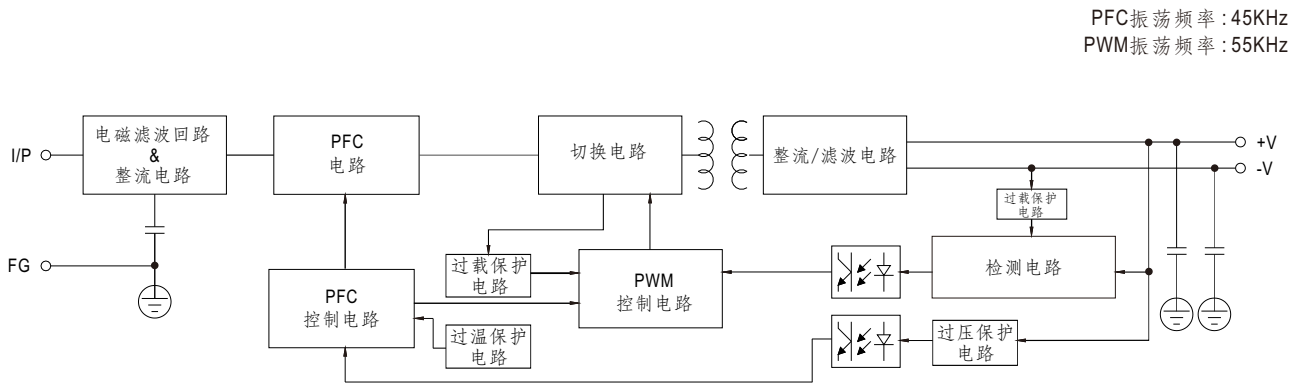 PFC振荡频率:45KHz
PWM振荡频率:55KHz
I/P
电磁滤波回路
&
整流电路
PFC
电路
切换电路
整流/滤波电路
+V
-V
过载保护
电路
FG
过载保护
电路
PWM
控制电路
检测电路
PFC
控制电路
过温保护
电路
过压保护
电路